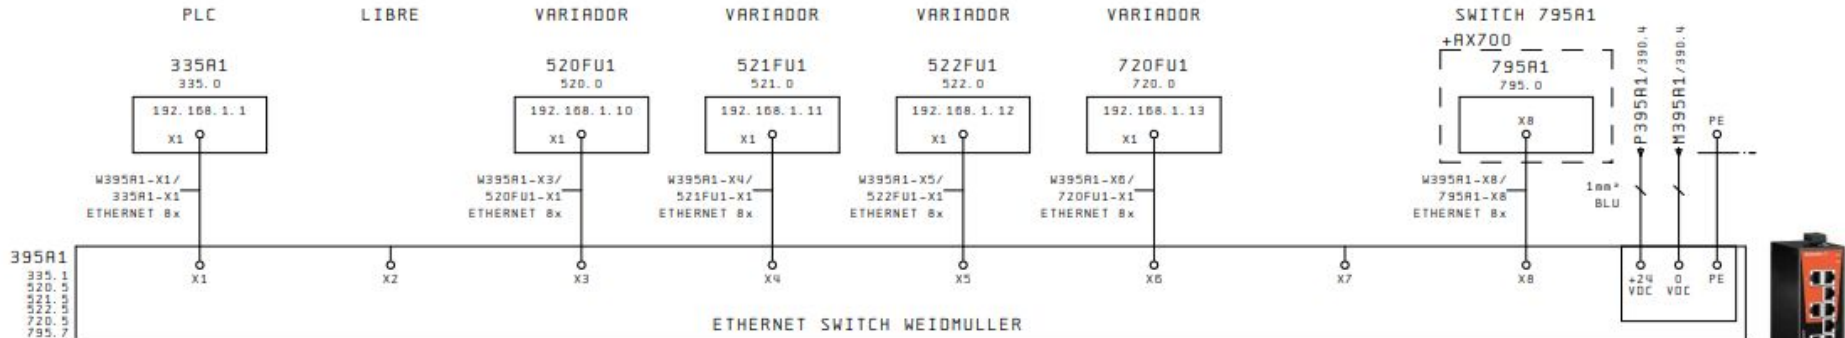 PLC LIBRE VARIADOR VARIADOR VARIADOR VARIADOR SWITCH 795A1
+AX700
335A1 520FU1 521FU1 522FU1 720FU1 795A1
335.0 520.0 521.0 522.0 720.0 795.0
P395A1/390.4
M395A1/390.4
192.168.1.1 192.168.1.10 192.168.1.11 192.168.1.12 192.168.1.13
X8 PE
X1 X1 X1 X1 X1
W395A1-X1/ W395A1-X3/ W395A1-X4/ W395A1-X5/ W395A1-X6/ W395A1-X8/
335A1-X1 520FU1-X1 521FU1-X1 522FU1-X1 720FU1-X1 795A1-X8
ETHERNET 8x ETHERNET 8x ETHERNET 8x ETHERNET 8x ETHERNET 8x ETHERNET 8x
1mm²
BLU
395A1
335.1
520.5
521.5
522.5
720.5
795.7
X1 X2 X3 X4 X5 X6 X7 X8
+24 VDC
0 VDC
PE
ETHERNET SWITCH WEIDMULLER